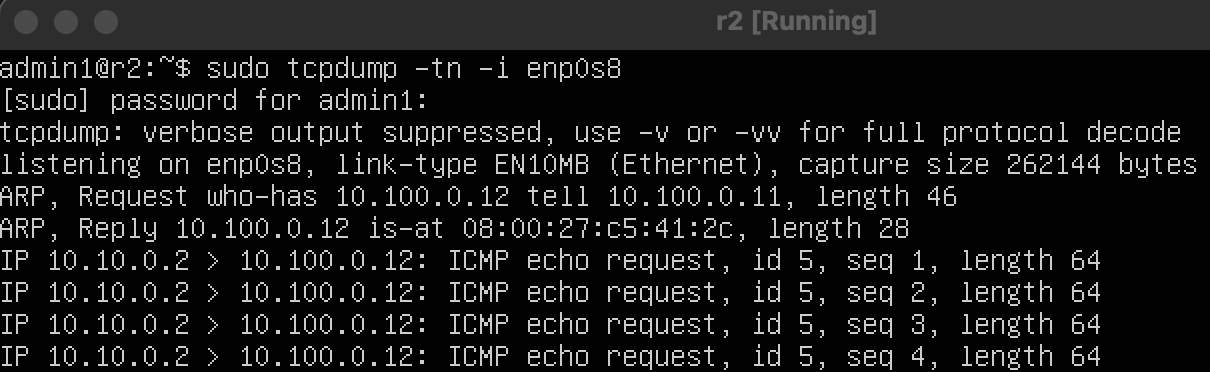 r2 [Running]
admin1@r2:~$ sudo tcpdump -tn -i enp0s8
[sudo] password for admin1:
tcpdump: verbose output suppressed, use -v or -vv for full protocol decode
listening on enp0s8, link-type EN10MB (Ethernet), capture size 262144 bytes
ARP, Request who-has 10.100.0.12 tell 10.100.0.11, length 46
ARP, Reply 10.100.0.12 is-at 08:00:27:c5:41:2c, length 28
IP 10.10.0.2 > 10.100.0.12: ICMP echo request, id 5, seq 1, length 64
IP 10.10.0.2 > 10.100.0.12: ICMP echo request, id 5, seq 2, length 64
IP 10.10.0.2 > 10.100.0.12: ICMP echo request, id 5, seq 3, length 64
IP 10.10.0.2 > 10.100.0.12: ICMP echo request, id 5, seq 4, length 64